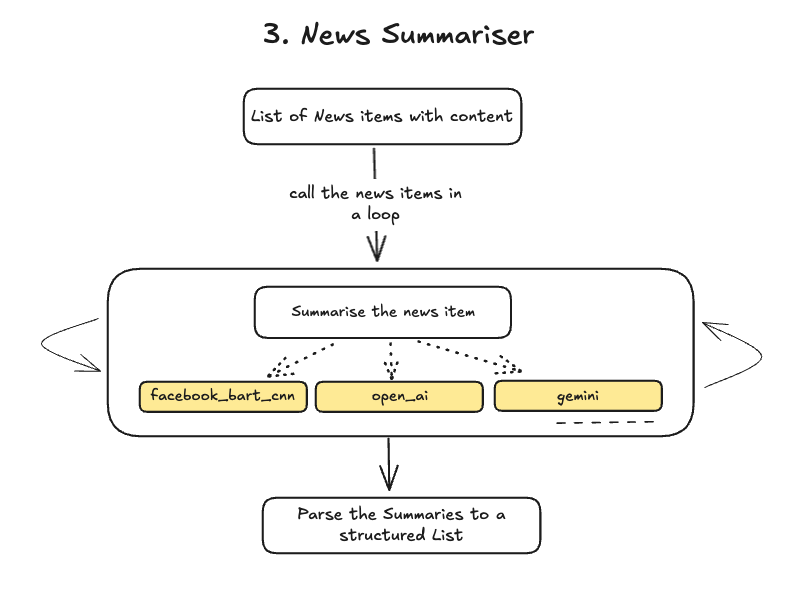 3. News Summariser
List of News items with content
call the news items in
a loop
Summarise the news item
facebook_bart_cnn
open_ai
gemini
Parse the Summaries to a
structured List